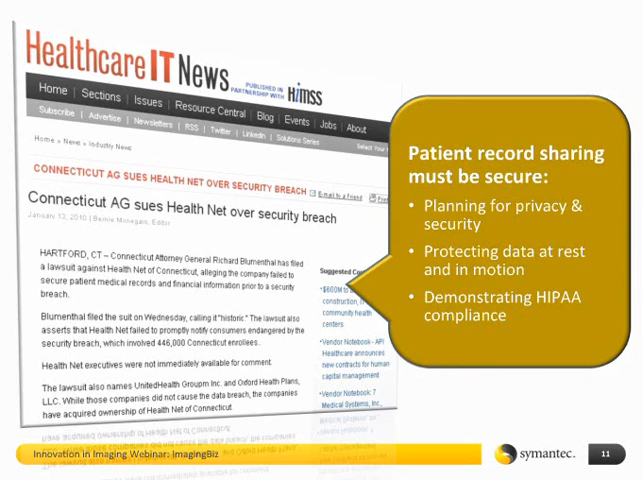 Healthcare IT News
PUBLISHED IN
PARTNERSHIP WITH HiMSS
Home | Sections | Issues | Resource Central | Blog | Events | Jobs | About
Subscribe | Advertise | Newsletters | RSS | Twitter | LinkedIn | Solutions Series
Select Your
Home » News » Industry News
CONNECTICUT AG SUES HEALTH NET OVER SECURITY BREACH
E-mail to a Friend
Connecticut AG sues Health Net over security breach
January 13, 2010 | Bernie Monegain, Editor
HARTFORD, CT – Connecticut Attorney General Richard Blumenthal has filed
a lawsuit against Health Net of Connecticut, alleging the company failed to
secure patient medical records and financial information prior to a security
breach.
Blumenthal filed the suit on Wednesday, calling it "historic." The lawsuit also
asserts that Health Net failed to promptly notify consumers endangered by the
security breach, which involved 446,000 Connecticut enrollees.
Health Net executives were not immediately available for comment.
The lawsuit also names UnitedHealth Groupm Inc. and Oxford Health Plans,
LLC. While those companies did not cause the data breach, the companies
have acquired ownership of Health Net of Connecticut
Suggested
$600M to
construction,
community health
centers
Vendor Notebook - API
Healthcare announces
new contracts for human
capital management
Vendor Notebook: 7
Medical Systems, Inc.,
Patient record sharing
must be secure:
• Planning for privacy &
security
• Protecting data at rest
and in motion
• Demonstrating HIPAA
compliance
Innovation in Imaging Webinar: ImagingBiz
symantec.
11